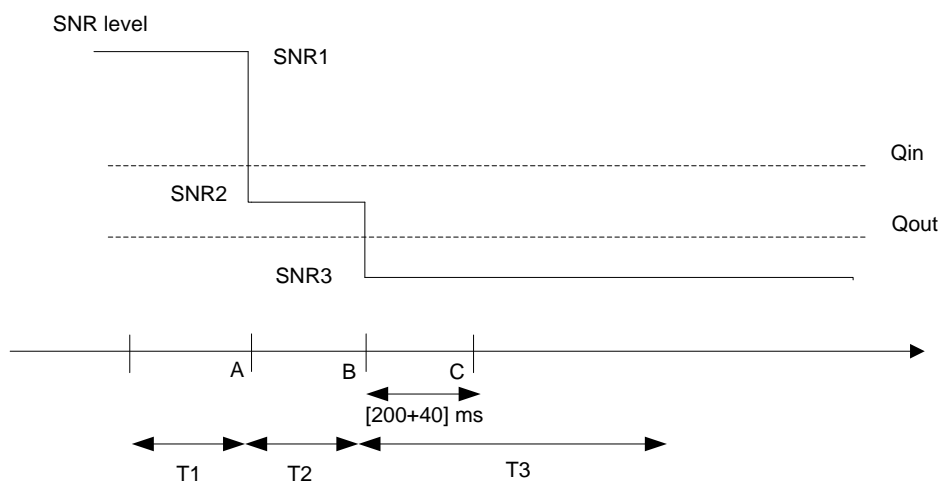 SNR level
SNR1
Qin
SNR2
Qout
SNR3
A
B
C
[200+40] ms
T1
T2
T3